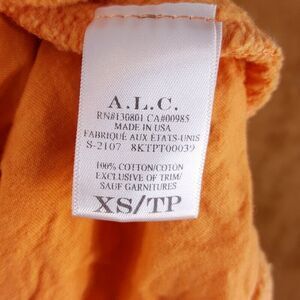 A.L.C.
RN#130801 CA#00985
MADE IN USA
FABRIQUÉ AUX ÉTATS-UNIS
S-2107 8KTPT00039
100% COTTON/COTON
EXCLUSIVE OF TRIM/
SAUF GARNITURES
XS/TP